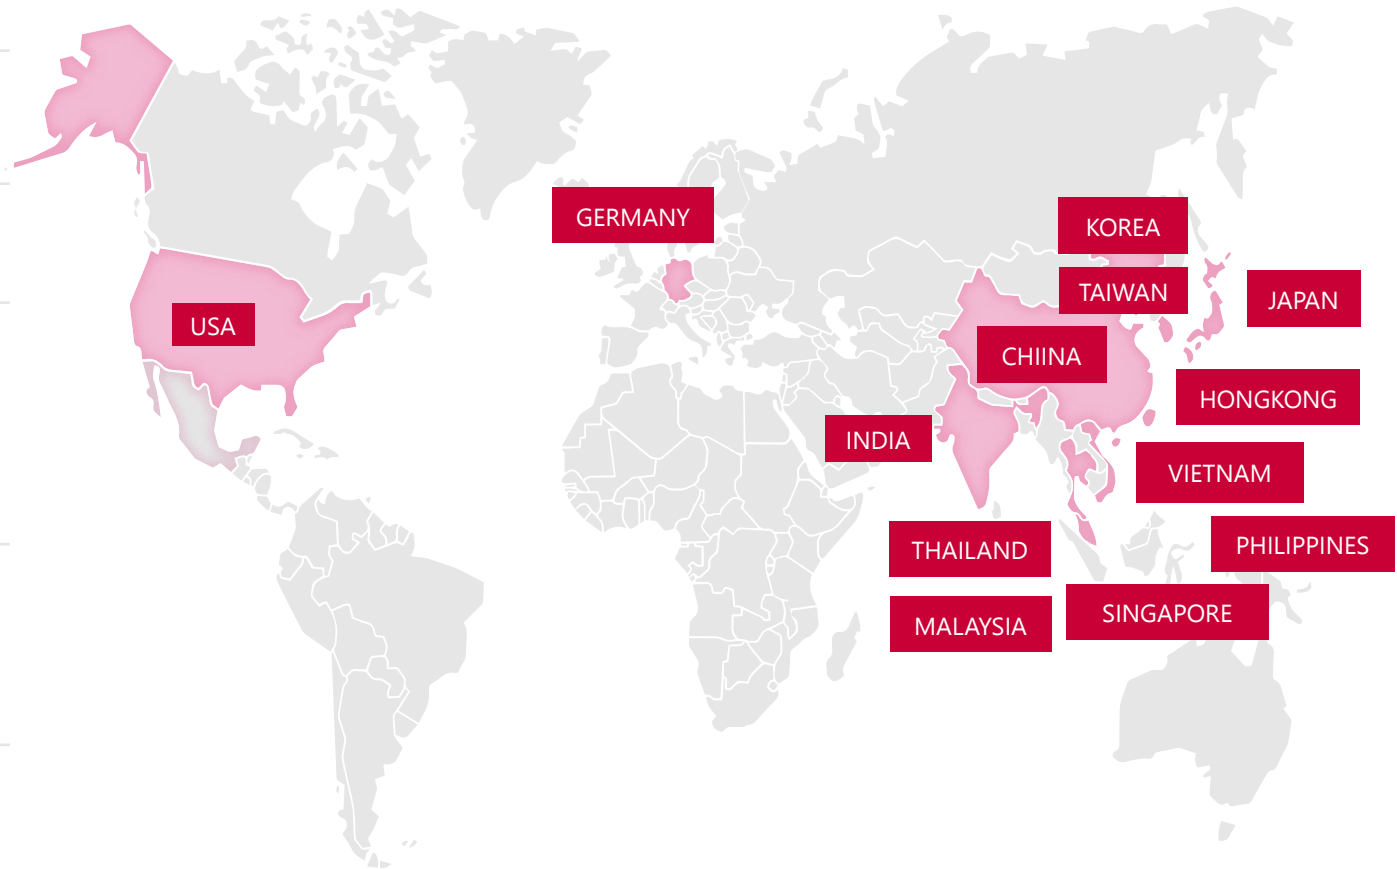 GERMANY
KOREA
TAIWAN
JAPAN
USA
CHIINA
HONGKONG
INDIA
VIETNAM
THAILAND
PHILIPPINES
MALAYSIA
SINGAPORE